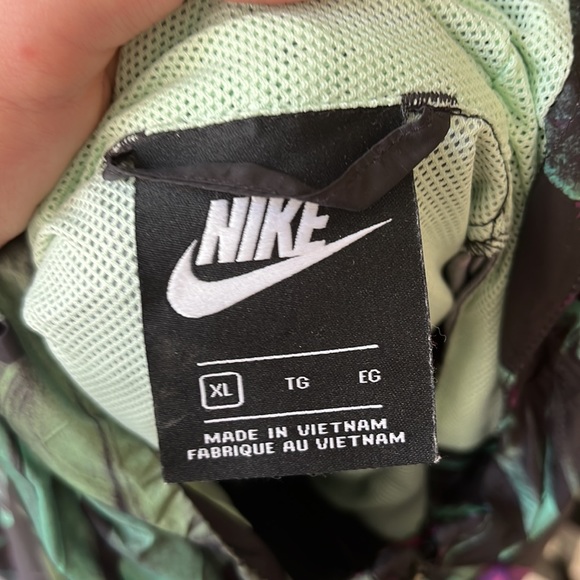 NIKE
XL TG EG
MADE IN VIETNAM
FABRIQUE AU VIETNAM